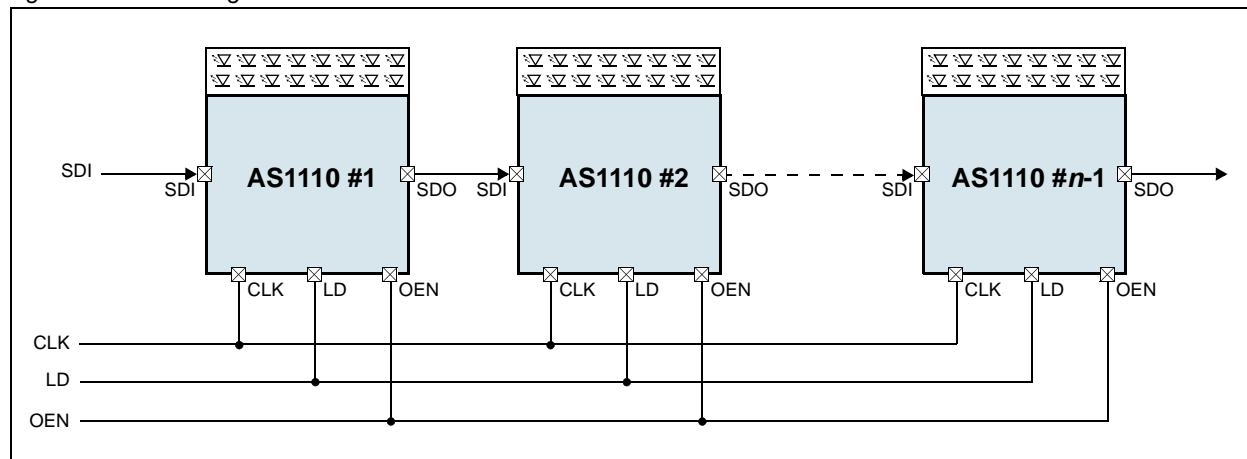 SDI
SDI
AS1110 #1
SDO
SDI
AS1110 #2
SDO
SDI
AS1110 #n-1
SDO
CLK
LD
OEN
CLK
LD
OEN
CLK
LD
OEN
CLK
LD
OEN